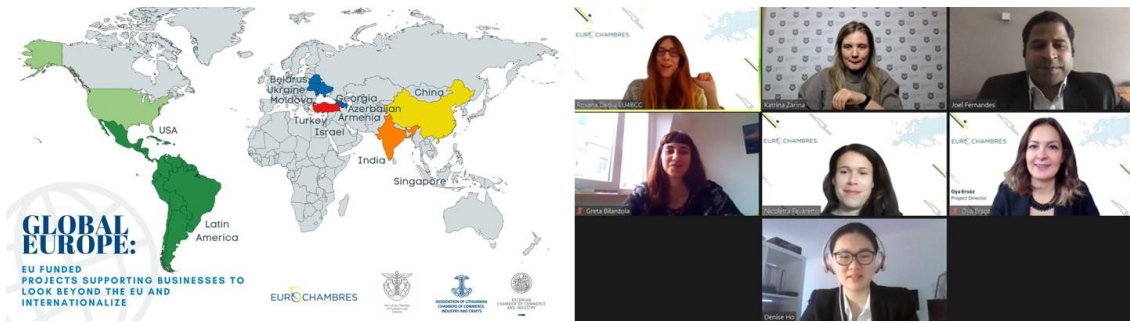 Belarus
Ukraine
Moldova
Georgia
Azerbaijan
Armenia
Turkey
Israel
China
India
Singapore
USA
Latin
America
GLOBAL
EUROPE:
EU FUNDED
PROJECTS SUPPORTING BUSINESSES TO
LOOK BEYOND THE EU AND
INTERNATIONALIZE
EUROCHAMBRES
ASSOCIATION OF LITHUANIAN
CHAMBERS OF COMMERCE,
INDUSTRY AND CRAFTS
ESTONIAN
CHAMBER OF COMMERCE
AND INDUSTRY
EUROCHAMBRES
Katrina Zarina
Joel Fernandes
Greta Bilardola
EUROCHAMBRES
Nicoletta Favaretto
EUROCHAMBRES
Oya Eroöz
Project Director
Denise Ho